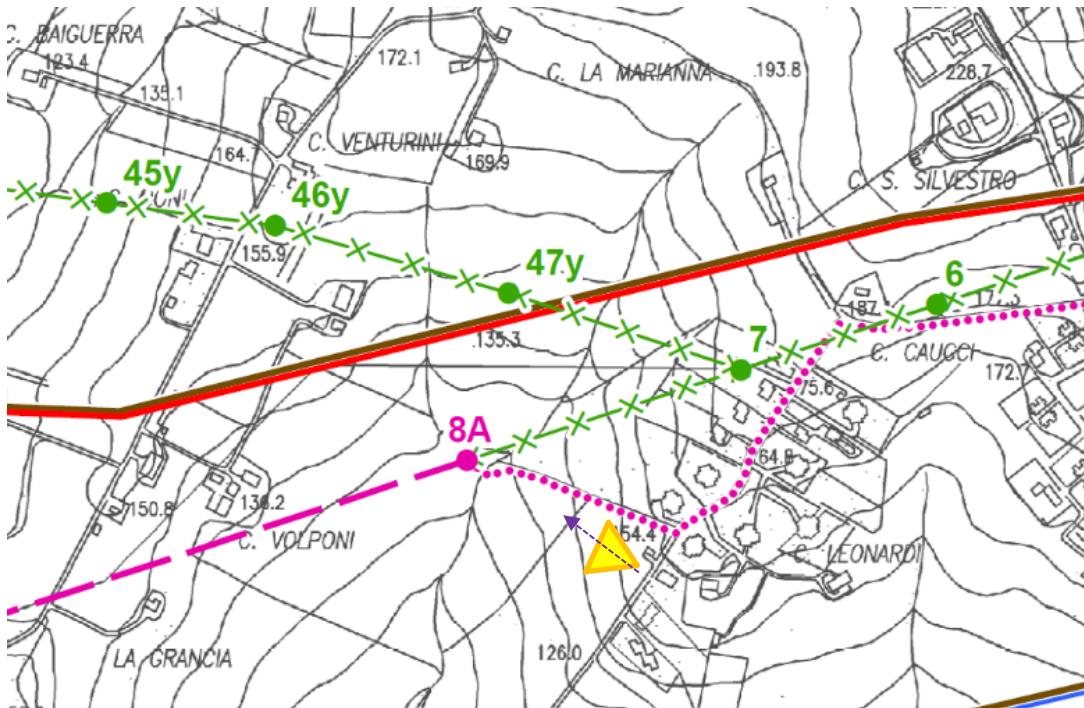 C. BAIGUERRA
123.4
172.1
C. LA MARIANNA
.193.8
228.7
135.1
C. VENTURINI
164.
169.9
45y
46y
C. S. SILVESTRO
155.9
47y
6
187
.135.3
7
C. CAUCCI
172.7
75.6
8A
64.8
150.8
136.2
C. VOLPONI
154.4
C. LEONARDI
LA GRANCIA
126.0